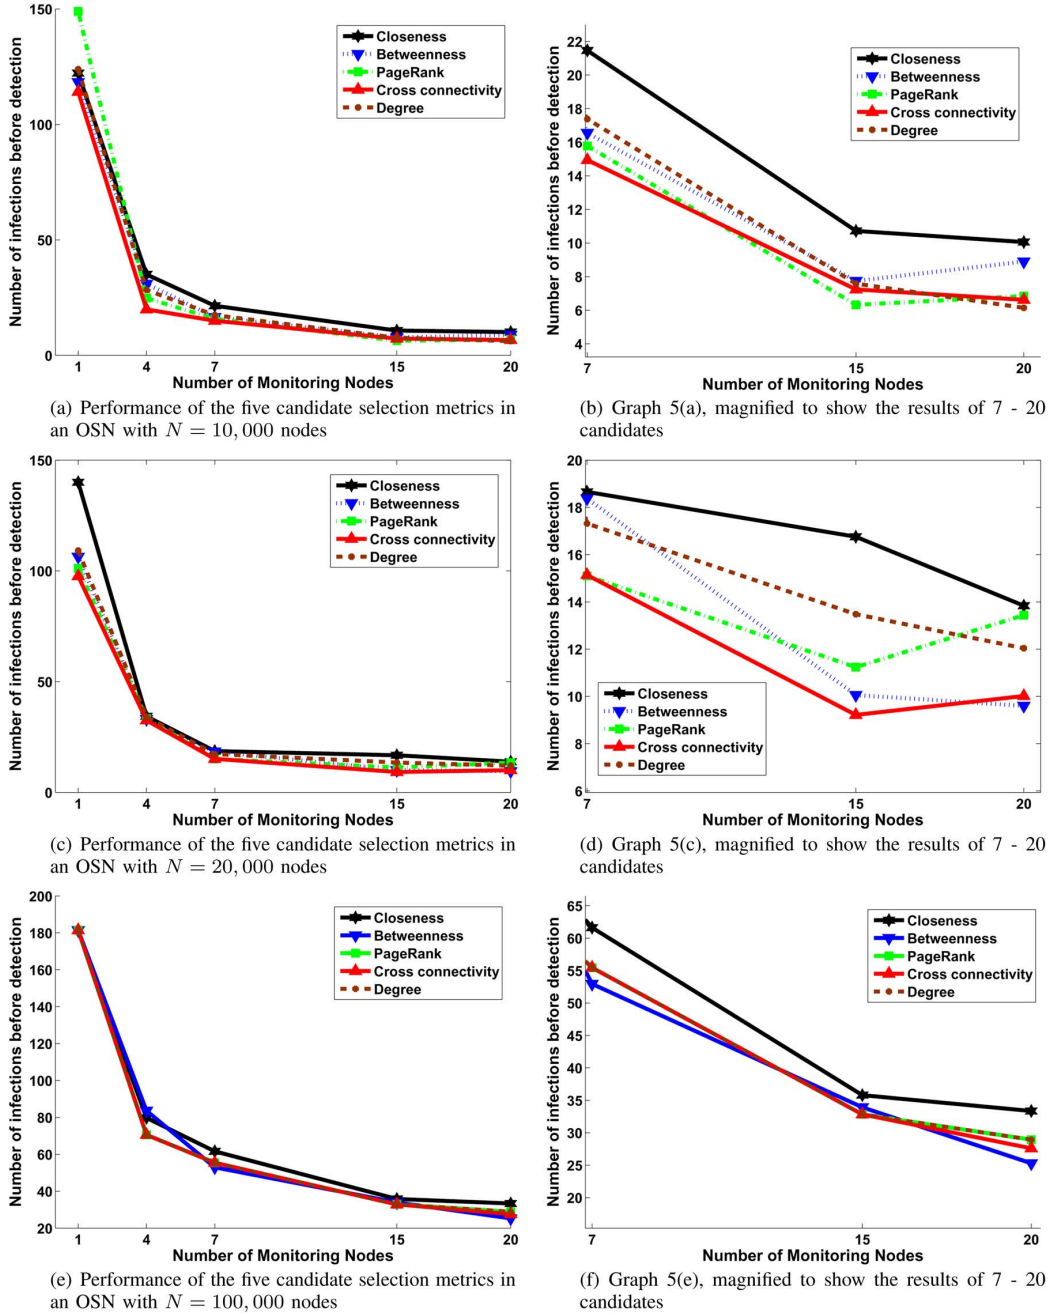 150
100
50
0
1
4
7
15
20
Number of infections before detection
Number of Monitoring Nodes
Closeness
Betweenness
PageRank
Cross connectivity
Degree
(a) Performance of the five candidate selection metrics in
an OSN with N = 10,000 nodes
22
20
18
16
14
12
10
8
6
4
7
15
20
Number of infections before detection
Number of Monitoring Nodes
Closeness
Betweenness
PageRank
Cross connectivity
Degree
(b) Graph 5(a), magnified to show the results of 7 - 20
candidates
150
100
50
0
1
4
7
15
20
Number of infections before detection
Number of Monitoring Nodes
Closeness
Betweenness
PageRank
Cross connectivity
Degree
(c) Performance of the five candidate selection metrics in
an OSN with N = 20,000 nodes
20
18
16
14
12
10
8
6
7
15
20
Number of infections before detection
Number of Monitoring Nodes
Closeness
Betweenness
PageRank
Cross connectivity
Degree
(d) Graph 5(c), magnified to show the results of 7 - 20
candidates
200
180
160
140
120
100
80
60
40
20
1
4
7
15
20
Number of infections before detection
Number of Monitoring Nodes
Closeness
Betweenness
PageRank
Cross connectivity
Degree
(e) Performance of the five candidate selection metrics in
an OSN with N = 100,000 nodes
65
60
55
50
45
40
35
30
25
20
7
15
20
Number of infections before detection
Number of Monitoring Nodes
Closeness
Betweenness
PageRank
Cross connectivity
Degree
(f) Graph 5(e), magnified to show the results of 7 - 20
candidates